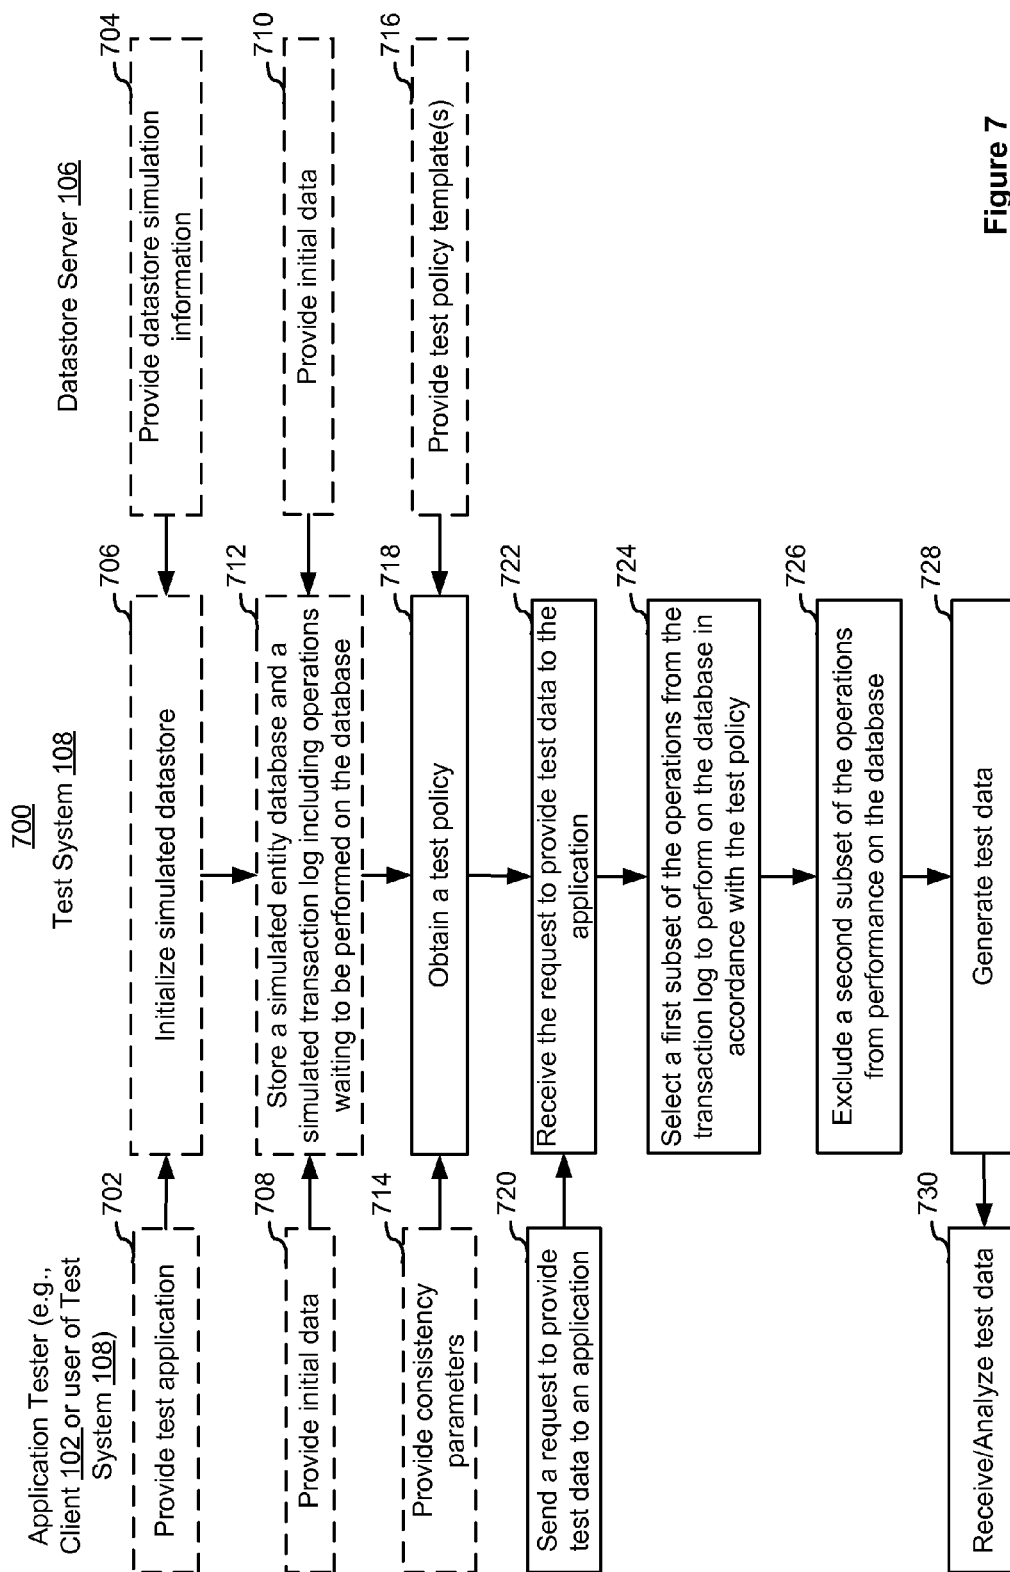 700
Application Tester (e.g.,
Client 102 or user of Test
System 108)
Test System 108
Datastore Server 106
702
Provide test application
704
Provide datastore simulation
information
706
Initialize simulated datastore
708
Provide initial data
710
Provide initial data
712
Store a simulated entity database and a
simulated transaction log including operations
waiting to be performed on the database
714
Provide consistency
parameters
716
Provide test policy template(s)
718
Obtain a test policy
720
Send a request to provide
test data to an application
722
Receive the request to provide test data to the
application
724
Select a first subset of the operations from the
transaction log to perform on the database in
accordance with the test policy
726
Exclude a second subset of the operations
from performance on the database
728
Generate test data
730
Receive/Analyze test data
Figure 7